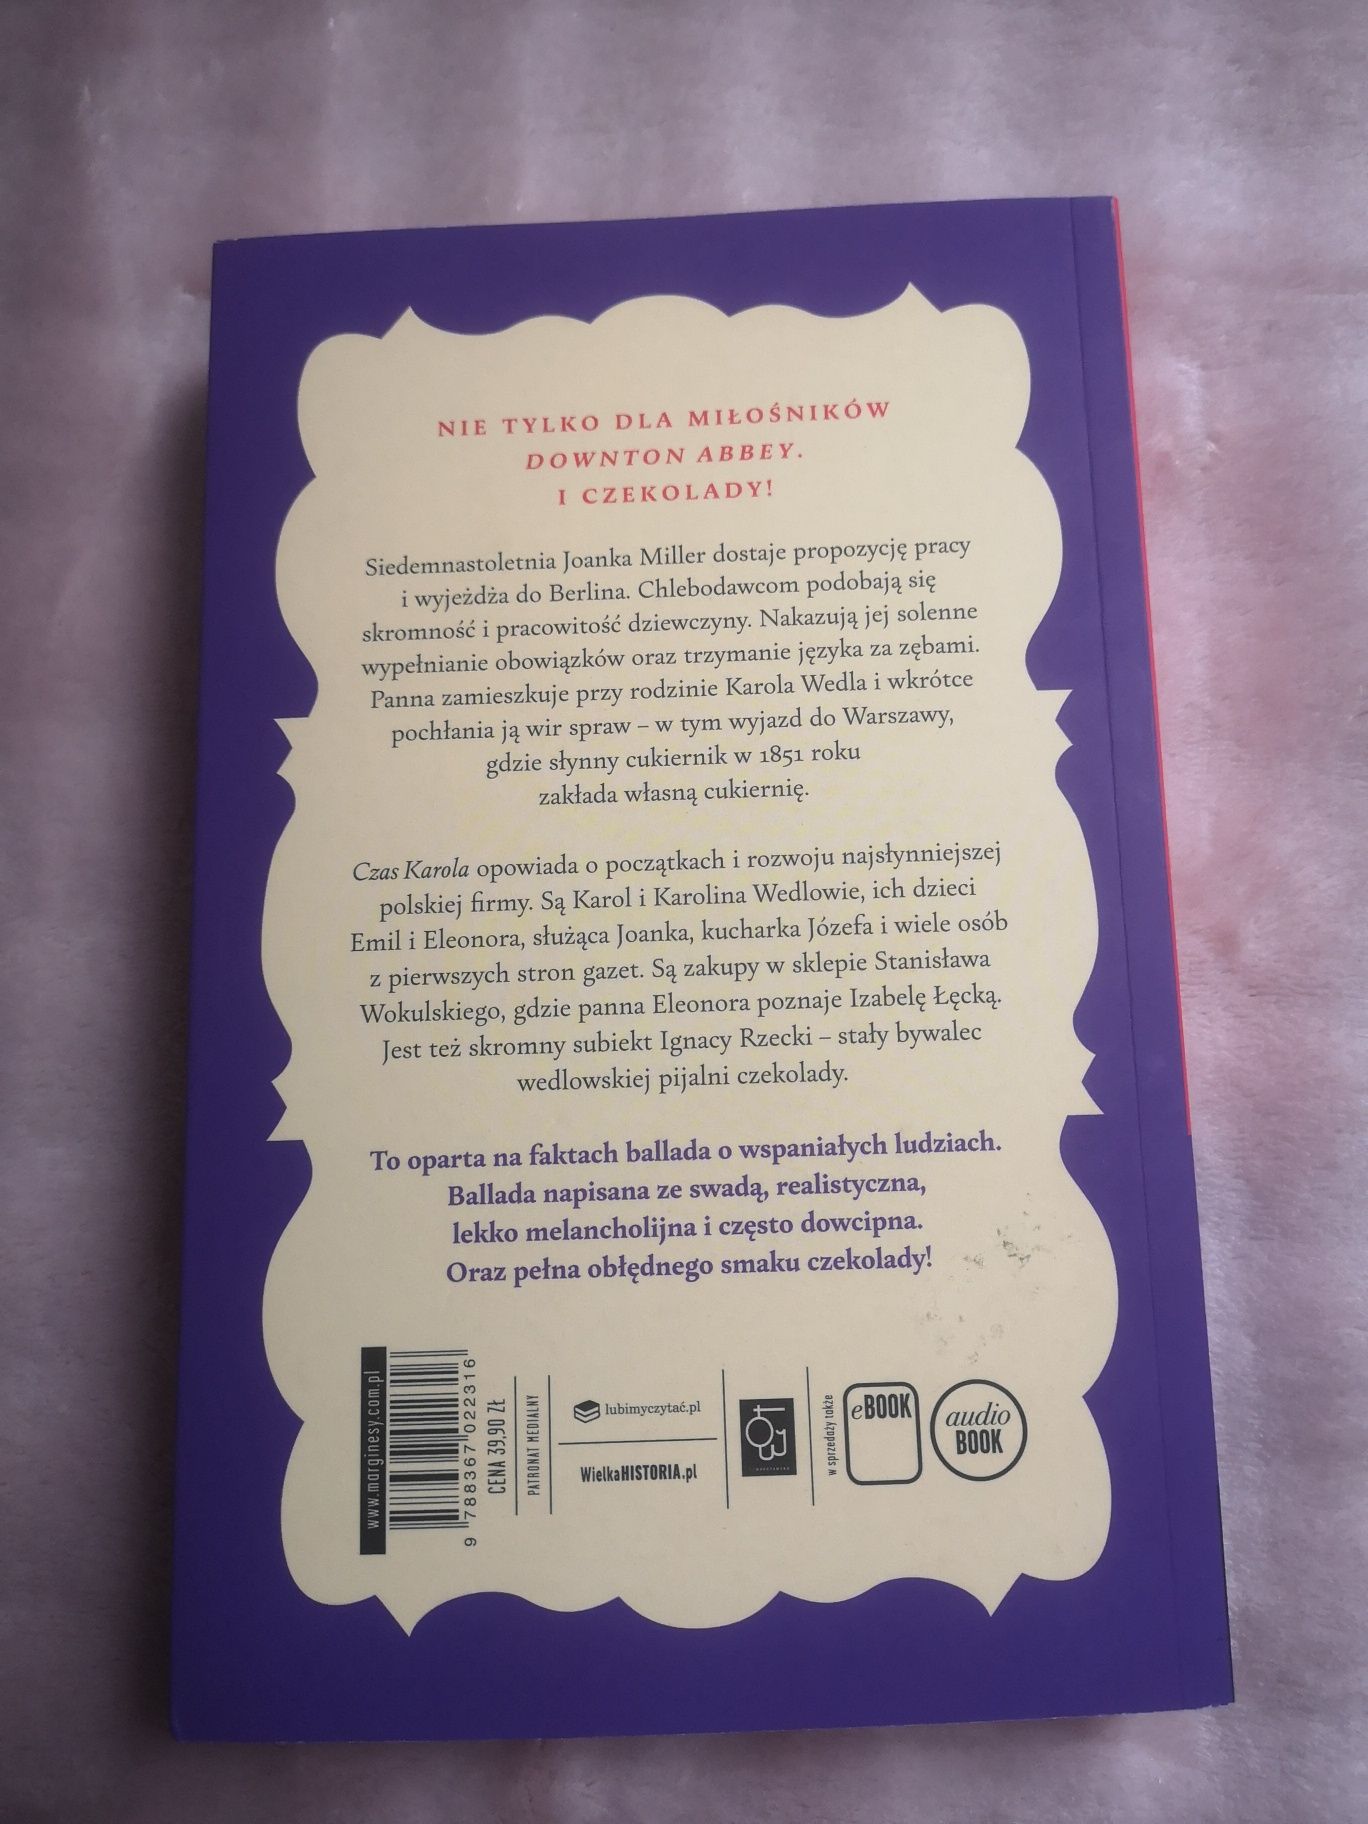 NIE TYLKO DLA MIŁOŚNIKÓW
DOWNTON ABBEY.
I CZEKOLADY!
Siedemnastoletnia Joanka Miller dostaje propozycję pracy
i wyjeżdża do Berlina. Chlebodawcom podobają się
skromność i pracowitość dziewczyny. Nakazują jej solenne
wypełnianie obowiązków oraz trzymanie języka za zębami.
Panna zamieszkuje przy rodzinie Karola Wedla i wkrótce
pochłania ją wir spraw – w tym wyjazd do Warszawy,
gdzie słynny cukiernik w 1851 roku
zakłada własną cukiernię.
Czas Karola opowiada o początkach i rozwoju najsłynniejszej
polskiej firmy. Są Karol i Karolina Wedlowie, ich dzieci
Emil i Eleonora, służąca Joanka, kucharka Józefa i wiele osób
z pierwszych stron gazet. Są zakupy w sklepie Stanisława
Wokulskiego, gdzie panna Eleonora poznaje Izabelę Łęcką.
Jest też skromny subiekt Ignacy Rzecki – stały bywalec
wedlowskiej pijalni czekolady.
To oparta na faktach ballada o wspaniałych ludziach.
Ballada napisana ze swadą, realistyczna,
lekko melancholijna i często dowcipna.
Oraz pełna obłędnego smaku czekolady!
www.marginesy.com.pl
9 788367 022316
CENA 39,90 ZŁ
PATRONAT MEDIALNY
lubimyczytać.pl
WielkaHISTORIA.pl
w sprzedaży także
eBOOK
audio
BOOK